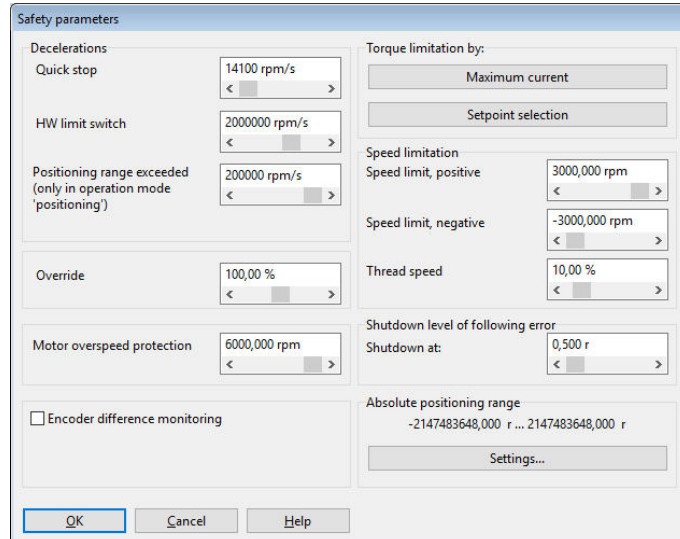 Safety parameters
Decelerations
Quick stop
14100 rpm/s
HW limit switch
2000000 rpm/s
Positioning range exceeded
(only in operation mode
'positioning')
200000 rpm/s
Override
100,00 %
Motor overspeed protection
6000,000 rpm
Encoder difference monitoring
Torque limitation by:
Maximum current
Setpoint selection
Speed limitation
Speed limit, positive
3000,000 rpm
Speed limit, negative
-3000,000 rpm
Thread speed
10,00 %
Shutdown level of following error
Shutdown at:
0,500 r
Absolute positioning range
-2147483648,000 r ... 2147483648,000 r
Settings...
OK
Cancel
Help